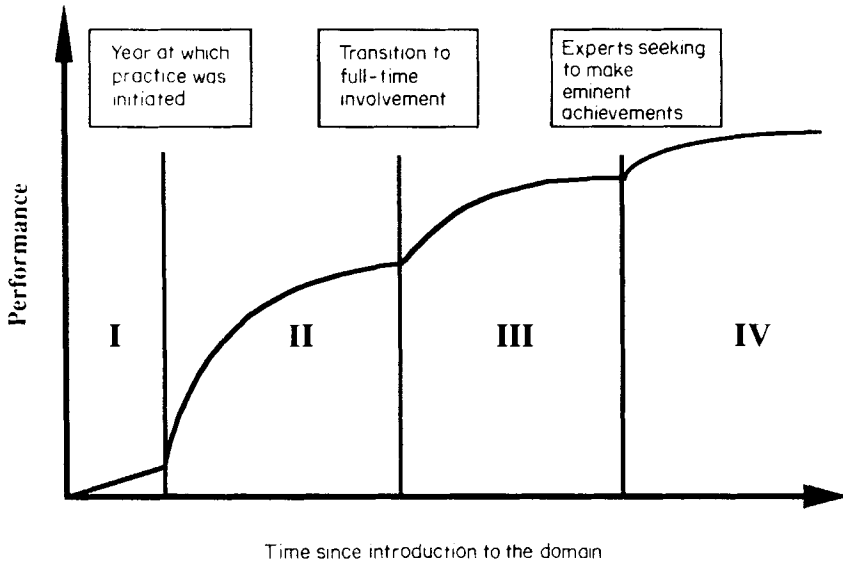 Year at which
practice was
initiated
Transition to
full-time
involvement
Experts seeking
to make
eminent
achievements
Performance
I
II
III
IV
Time since introduction to the domain